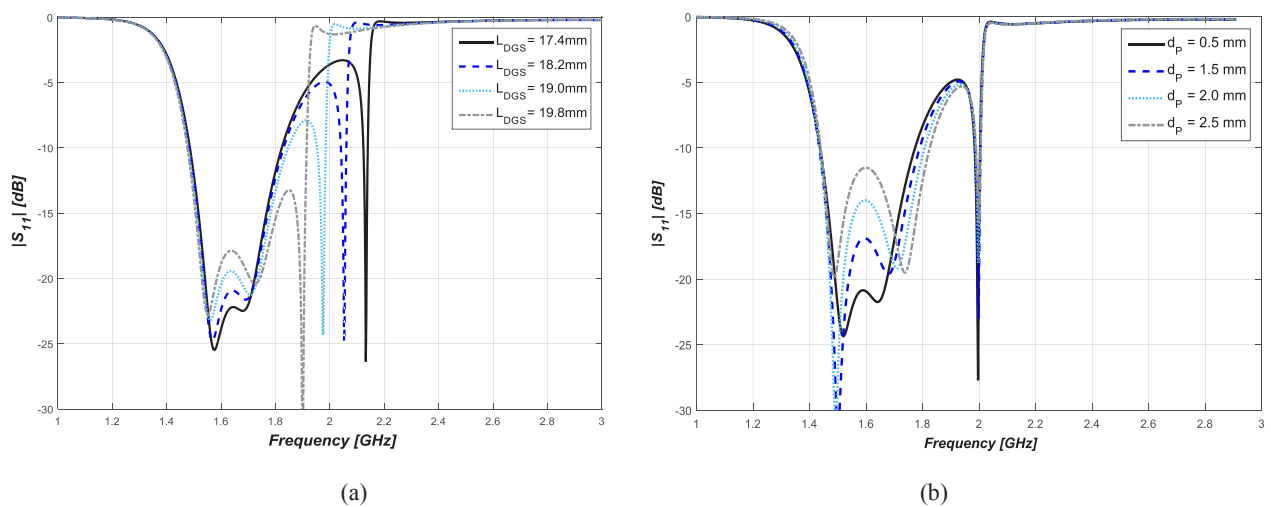 0
-5
-10
-15
-20
-25
-30
|S11| [dB]
1 1.2 1.4 1.6 1.8 2 2.2 2.4 2.6 2.8 3
Frequency [GHz]
LDGS = 17.4mm
LDGS = 18.2mm
LDGS = 19.0mm
LDGS = 19.8mm
(a)
0
-5
-10
-15
-20
-25
-30
|S11| [dB]
1 1.2 1.4 1.6 1.8 2 2.2 2.4 2.6 2.8 3
Frequency [GHz]
dP = 0.5 mm
dP = 1.5 mm
dP = 2.0 mm
dP = 2.5 mm
(b)